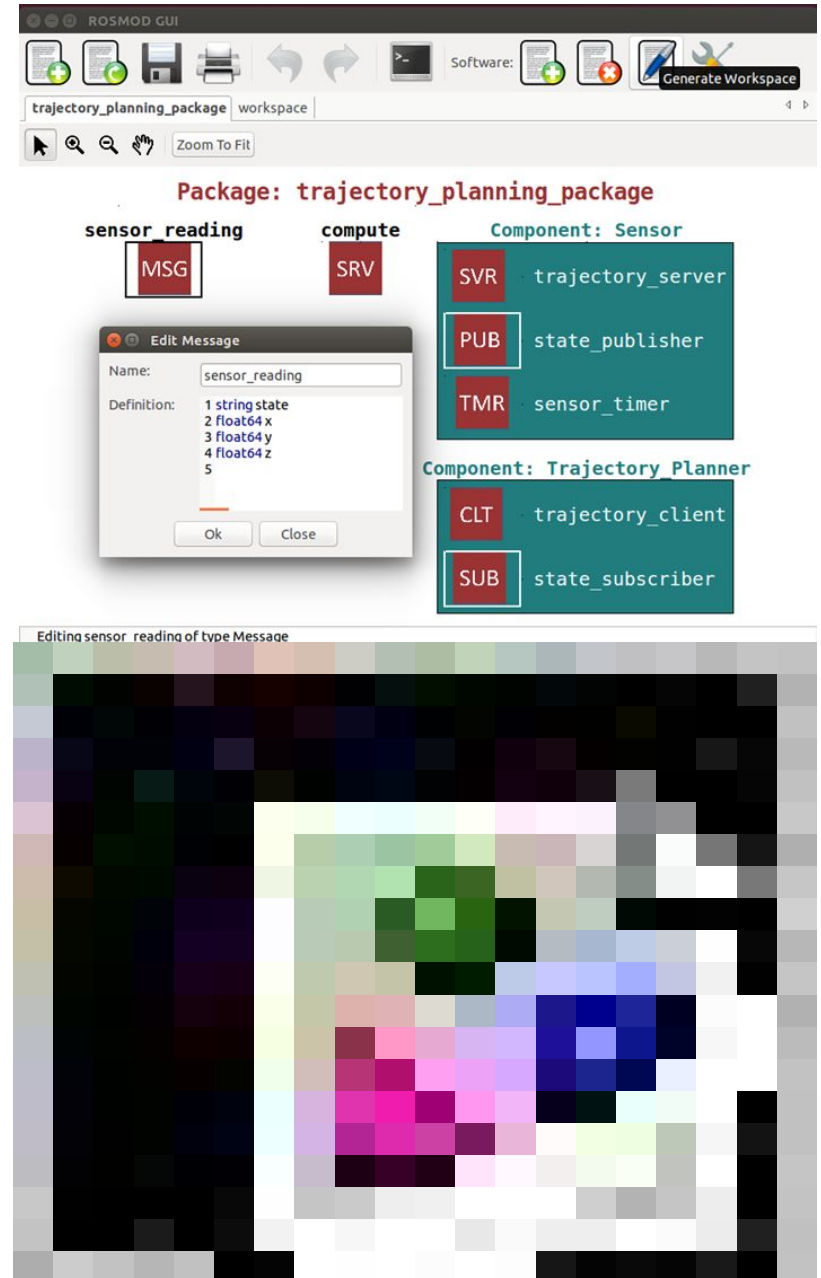 ROSMOD GUI
Software:
Generate Workspace
trajectory_planning_package workspace
Zoom To Fit
Package: trajectory_planning_package
sensor_reading compute Component: Sensor
MSG SRV SVR trajectory_server
PUB state_publisher
TMR sensor_timer
Edit Message
Name: sensor_reading
Definition: 1 string state
2 float64 x
3 float64 y
4 float64 z
5
Ok Close
Component: Trajectory_Planner
CLT trajectory_client
SUB state_subscriber
Editing sensor_reading of type Message